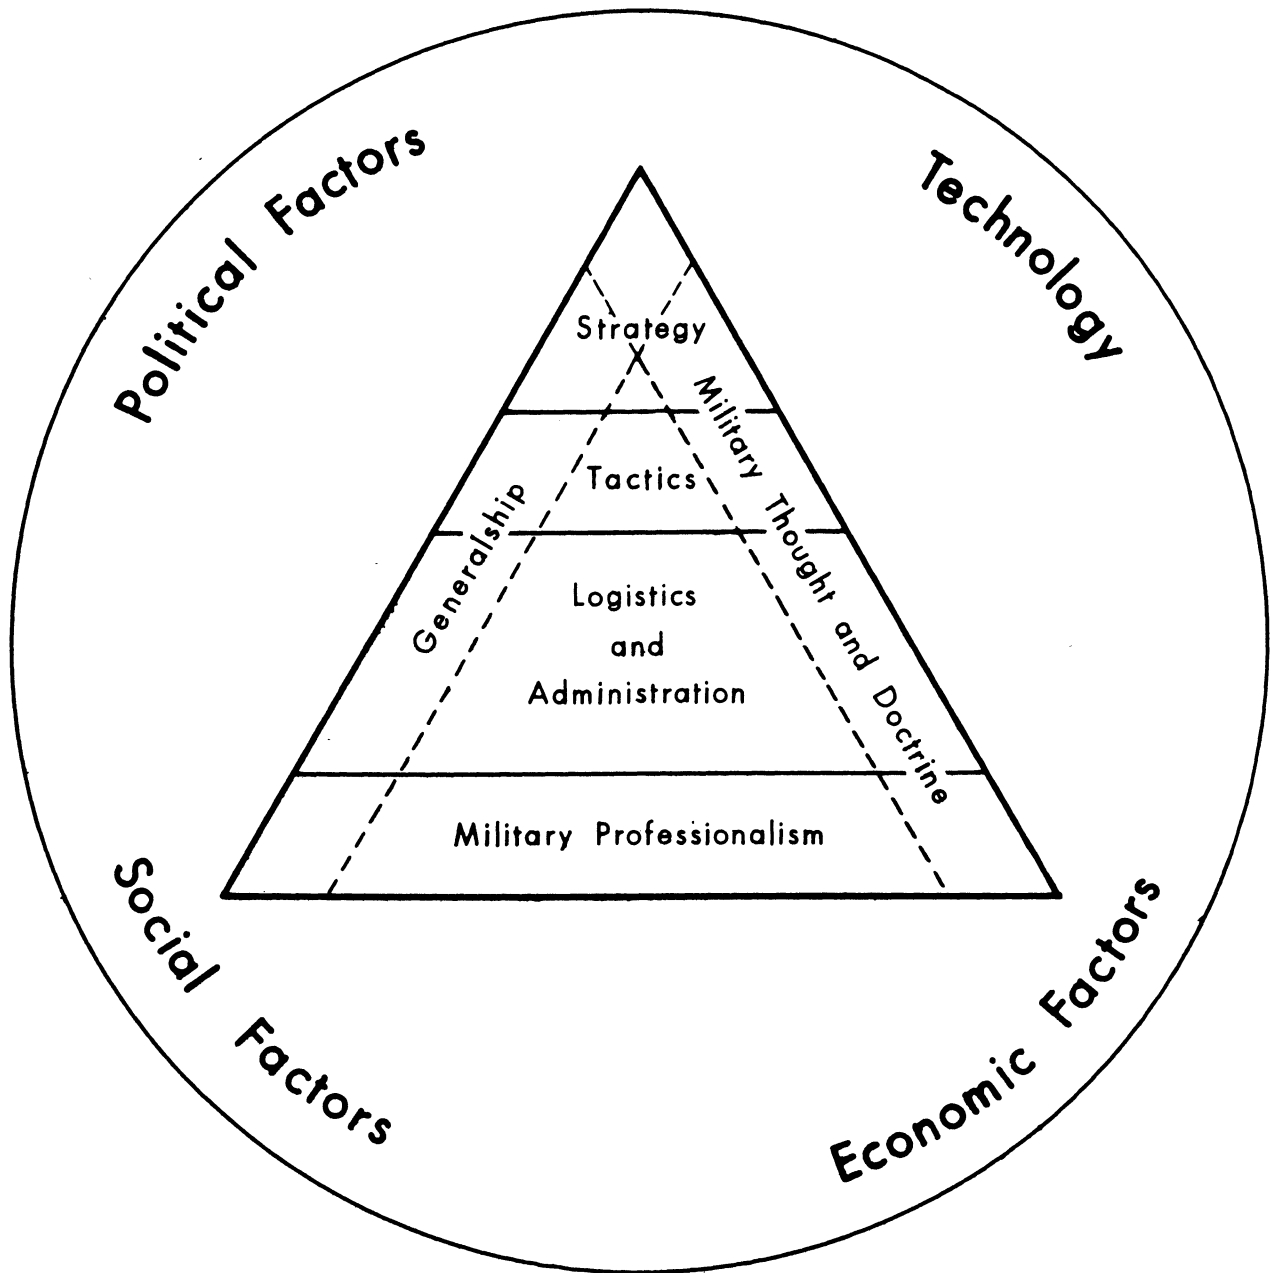 Political Factors
Technology
Strategy
Tactics
Generalship
Military Thought and Doctrine
Logistics
and
Administration
Military Professionalism
Social Factors
Economic Factors